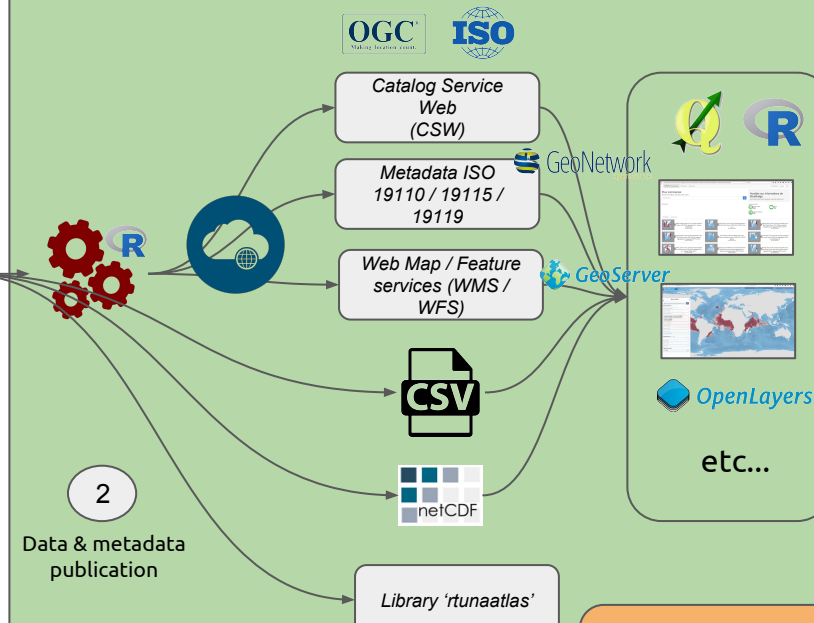 OGC
Making location count.
ISO
Catalog Service
Web
(CSW)
Metadata ISO
19110 / 19115 /
19119
GeoNetwork
R
Web Map / Feature
services (WMS /
WFS)
GeoServer
CSV
netCDF
2
Data & metadata
publication
Library ‘rtunaatlas’
R
OpenLayers
etc...